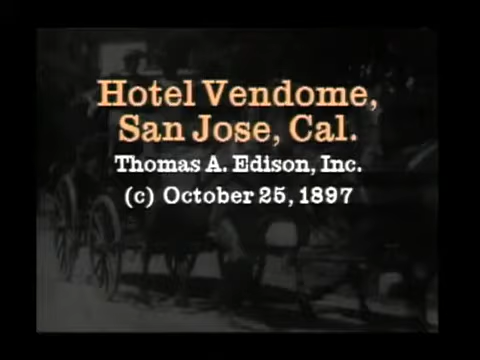 Hotel Vendome,
San Jose, Cal.
Thomas A. Edison, Inc.
(c) October 25, 1897